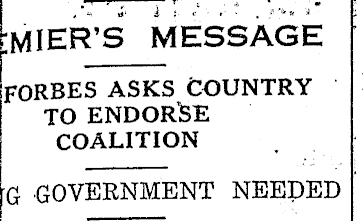 EMIER'S MESSAGE
FORBES ASKS COUNTRY
TO ENDORSE
COALITION
G GOVERNMENT NEEDED